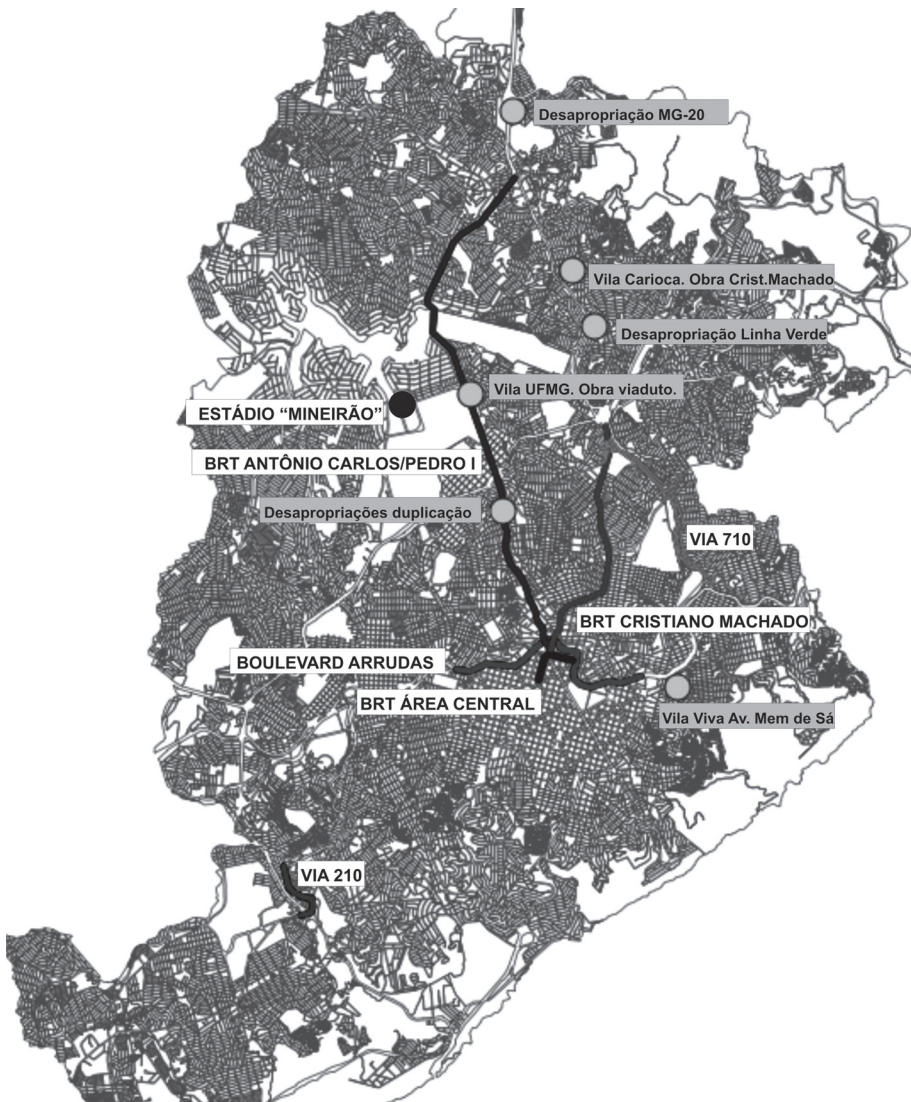 Desapropriação MG-20
Vila Carioca. Obra Crist.Machado
Desapropriação Linha Verde
Vila UFMG. Obra viaduto.
ESTÁDIO “MINEIRÃO”
BRT ANTÔNIO CARLOS/PEDRO I
Desapropriações duplicação
VIA 710
BRT CRISTIANO MACHADO
BOULEVARD ARRUDAS
BRT ÁREA CENTRAL
Vila Viva Av. Mem de Sá
VIA 210